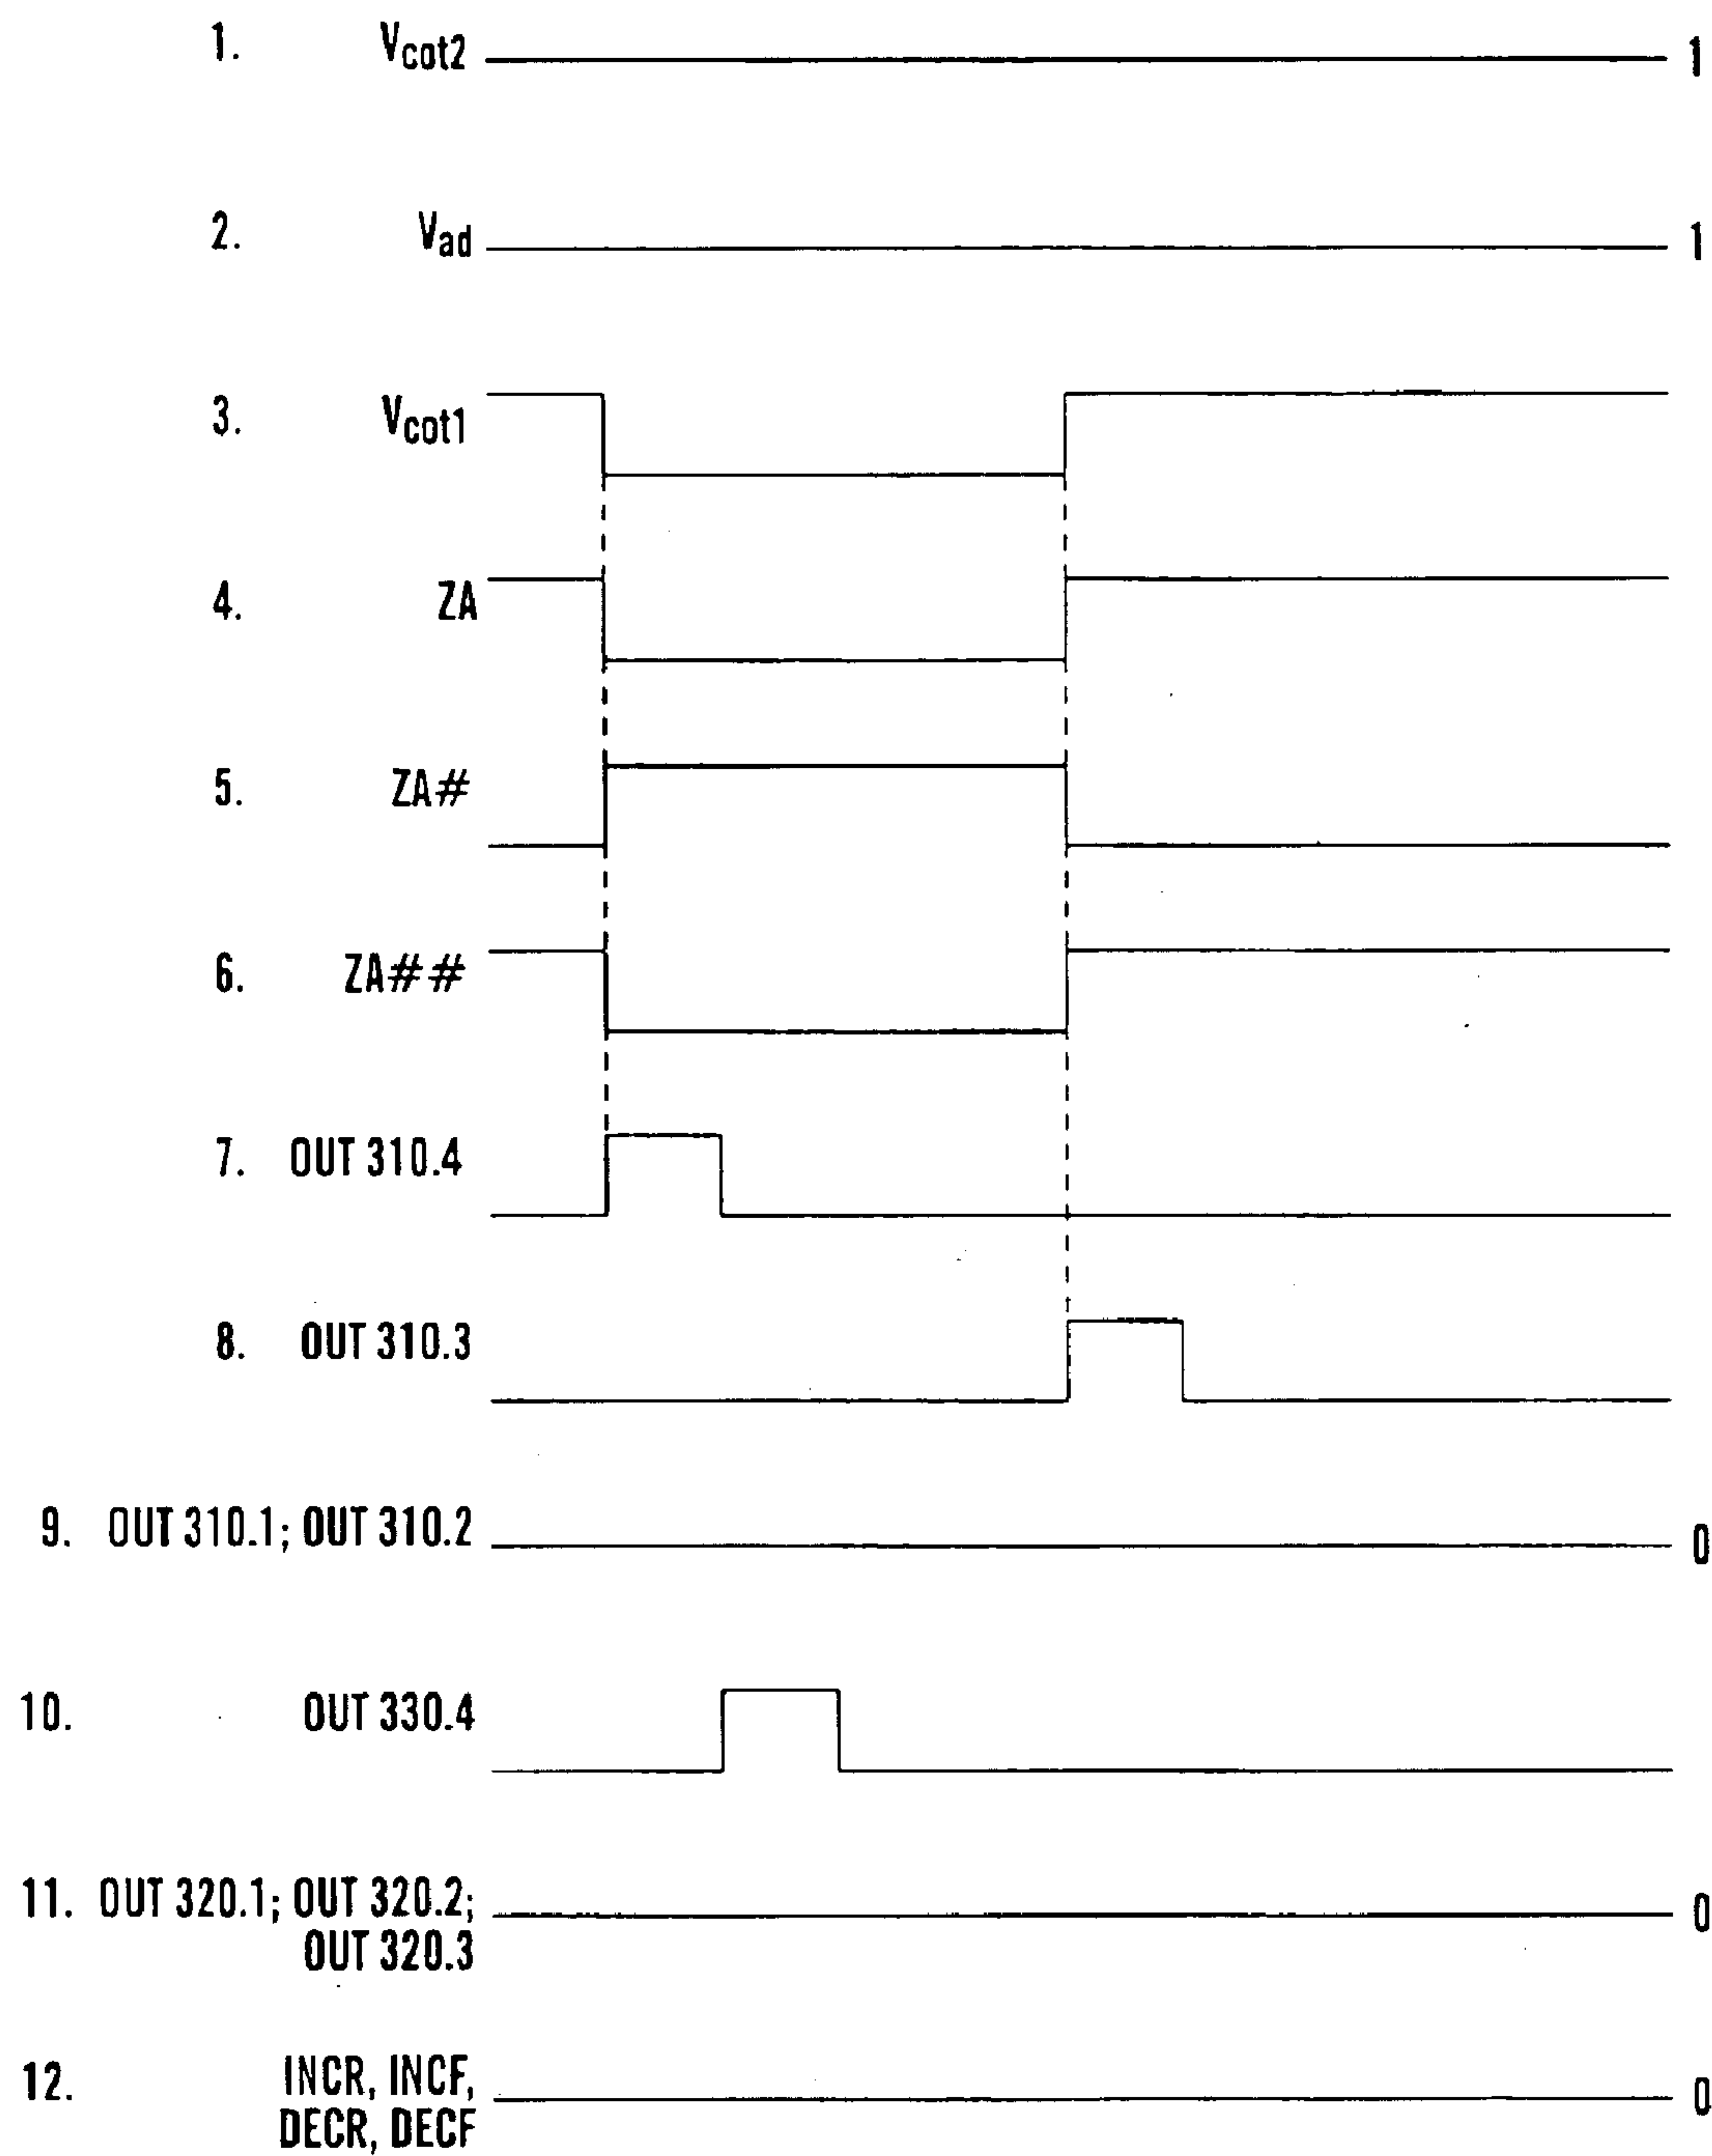 1. Vcot2 1
2. Vad 1
3. Vcot1
4. ZA
5. ZA#
6. ZA##
7. OUT 310.4
8. OUT 310.3
9. OUT 310.1; OUT 310.2 0
10. OUT 330.4
11. OUT 320.1; OUT 320.2; 0
OUT 320.3
12. INCR, INCF, 0
DECR, DECF